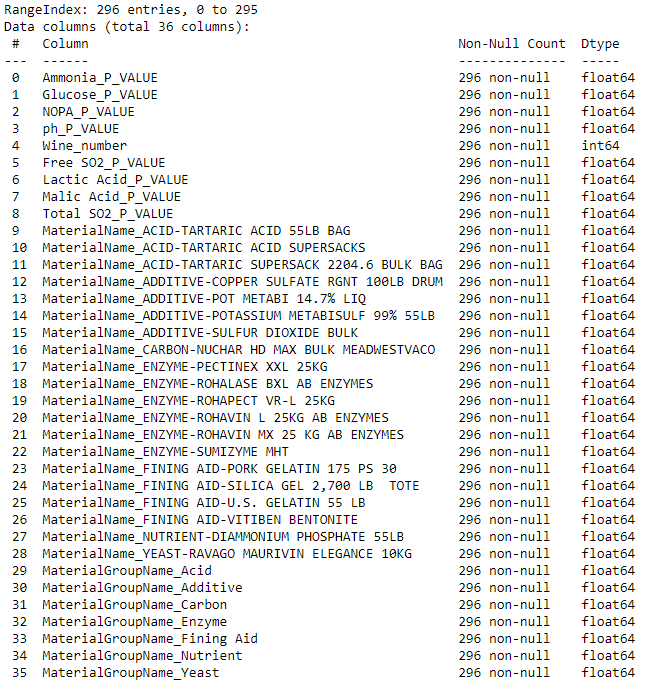 RangeIndex: 296 entries, 0 to 295
Data columns (total 36 columns):
 #   Column                                              Non-Null Count  Dtype
---  ------                                              --------------  -----
 0   Ammonia_P_VALUE                                     296 non-null    float64
 1   Glucose_P_VALUE                                     296 non-null    float64
 2   NOPA_P_VALUE                                        296 non-null    float64
 3   ph_P_VALUE                                          296 non-null    float64
 4   Wine_number                                         296 non-null    int64
 5   Free SO2_P_VALUE                                    296 non-null    float64
 6   Lactic Acid_P_VALUE                                 296 non-null    float64
 7   Malic Acid_P_VALUE                                  296 non-null    float64
 8   Total SO2_P_VALUE                                   296 non-null    float64
 9   MaterialName_ACID-TARTARIC ACID 55LB BAG            296 non-null    float64
 10  MaterialName_ACID-TARTARIC ACID SUPERSACKS          296 non-null    float64
 11  MaterialName_ACID-TARTARIC SUPERSACK 2204.6 BULK BAG  296 non-null    float64
 12  MaterialName_ADDITIVE-COPPER SULFATE RGNT 100LB DRUM  296 non-null    float64
 13  MaterialName_ADDITIVE-POT METABI 14.7% LIQ          296 non-null    float64
 14  MaterialName_ADDITIVE-POTASSIUM METABISULF 99% 55LB  296 non-null    float64
 15  MaterialName_ADDITIVE-SULFUR DIOXIDE BULK           296 non-null    float64
 16  MaterialName_CARBON-NUCHAR HD MAX BULK MEADWESTVACO  296 non-null    float64
 17  MaterialName_ENZYME-PECTINEX XXL 25KG               296 non-null    float64
 18  MaterialName_ENZYME-ROHALASE BXL AB ENZYMES         296 non-null    float64
 19  MaterialName_ENZYME-ROHAPECT VR-L 25KG              296 non-null    float64
 20  MaterialName_ENZYME-ROHAVIN L 25KG AB ENZYMES       296 non-null    float64
 21  MaterialName_ENZYME-ROHAVIN MX 25 KG AB ENZYMES     296 non-null    float64
 22  MaterialName_ENZYME-SUMIZYME MHT                    296 non-null    float64
 23  MaterialName_FINING AID-PORK GELATIN 175 PS 30      296 non-null    float64
 24  MaterialName_FINING AID-SILICA GEL 2,700 LB  TOTE   296 non-null    float64
 25  MaterialName_FINING AID-U.S. GELATIN 55 LB          296 non-null    float64
 26  MaterialName_FINING AID-VITIBEN BENTONITE           296 non-null    float64
 27  MaterialName_NUTRIENT-DIAMMONIUM PHOSPHATE 55LB     296 non-null    float64
 28  MaterialName_YEAST-RAVAGO MAURIVIN ELEGANCE 10KG    296 non-null    float64
 29  MaterialGroupName_Acid                              296 non-null    float64
 30  MaterialGroupName_Additive                          296 non-null    float64
 31  MaterialGroupName_Carbon                            296 non-null    float64
 32  MaterialGroupName_Enzyme                            296 non-null    float64
 33  MaterialGroupName_Fining Aid                        296 non-null    float64
 34  MaterialGroupName_Nutrient                          296 non-null    float64
 35  MaterialGroupName_Yeast                             296 non-null    float64